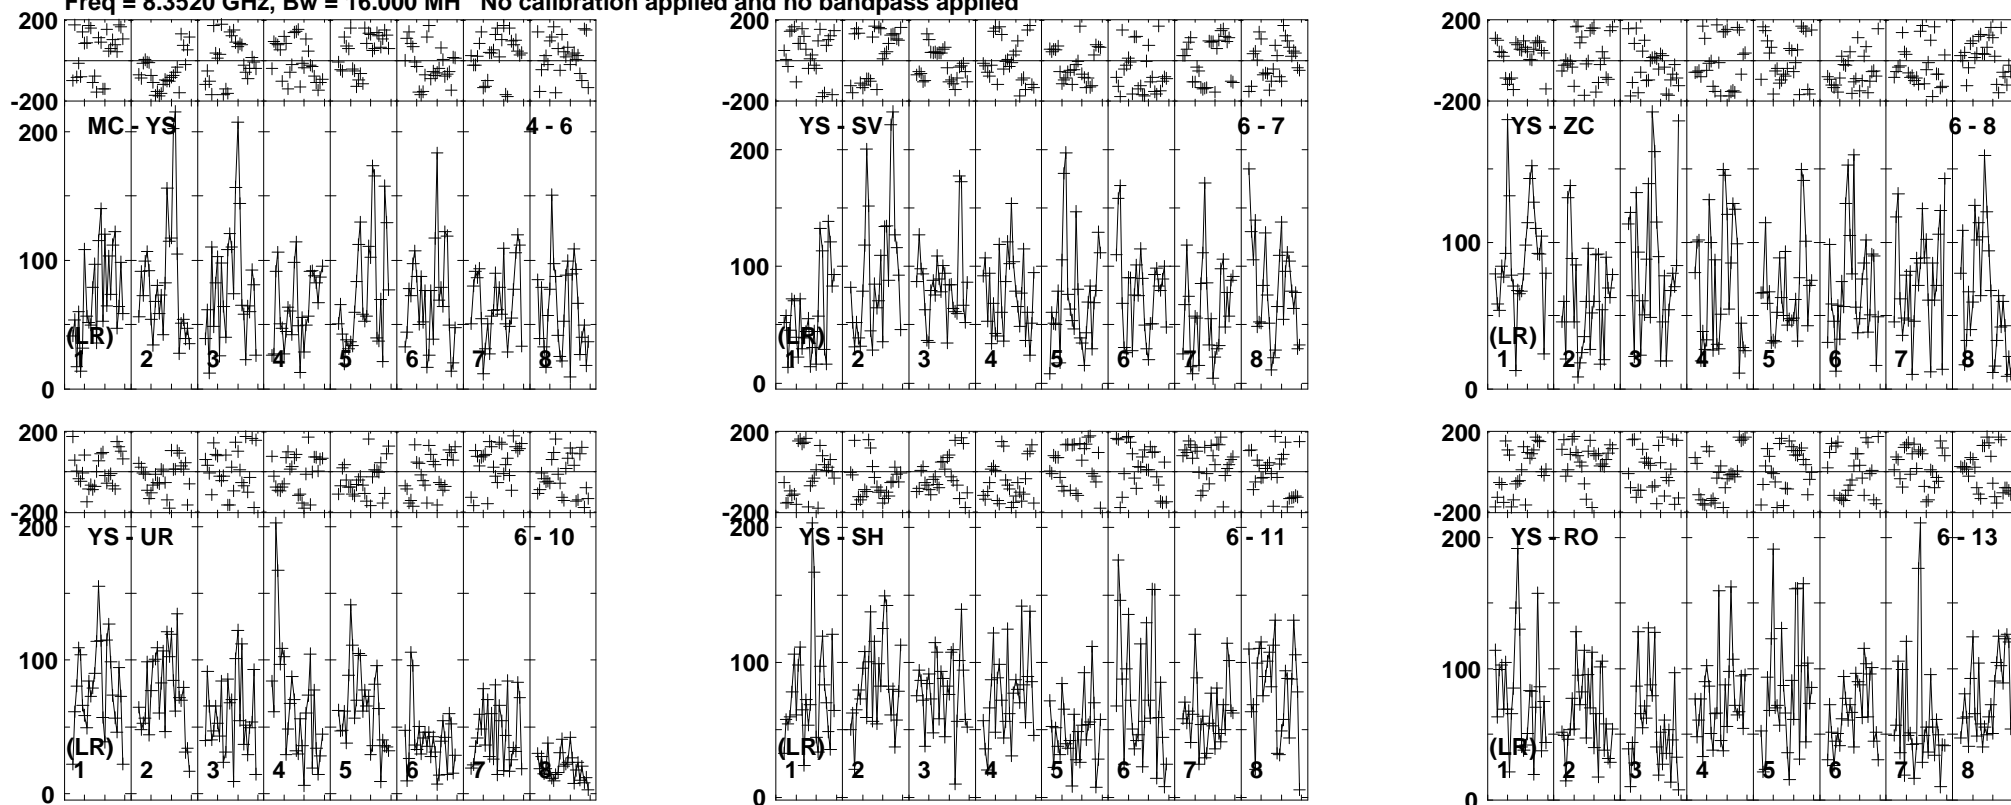 Freq = 8.3520 GHz, Bw = 16.000 MH No calibration applied and no bandpass applied
200 200 200
-200 -200 -200
MC - YS 4 - 6 YS - SV 6 - 7 YS - ZC 6 - 8
200 200 200
100 100 100
(LR) (LR) (LR)
1 2 3 4 5 6 7 8 1 2 3 4 5 6 7 8 1 2 3 4 5 6 7 8
0 0 0
200 200 200
-200 -200 -200
YS - UR 6 - 10 YS - SH 6 - 11 YS - RO 6 - 13
200 200 200
100 100 100
(LR) (LR) (LR)
1 2 3 4 5 6 7 8 1 2 3 4 5 6 7 8 1 2 3 4 5 6 7 8
0 0 0